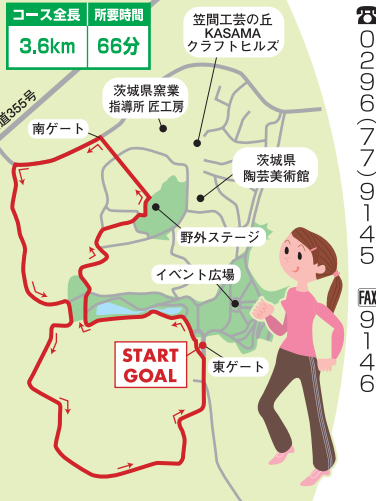 コース全長
所要時間
3.6km
66分
笠間工芸の丘
KASAMA
クラフトヒルズ
茨城県窯業
指導所 匠工房
道355号
南ゲート
茨城県
陶芸美術館
野外ステージ
イベント広場
START
GOAL
東ゲート
☎0296(77)9145
FAX9146